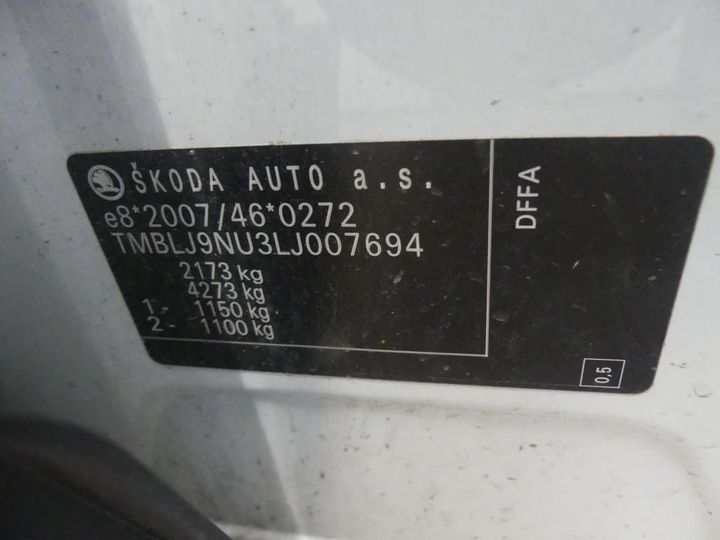 ŠKODA AUTO a.s.
e8*2007/46*0272
TMBLJ9NU3LJ007694
2173 kg
4273 kg
1 - 1150 kg
2 - 1100 kg
DFFA
0,5